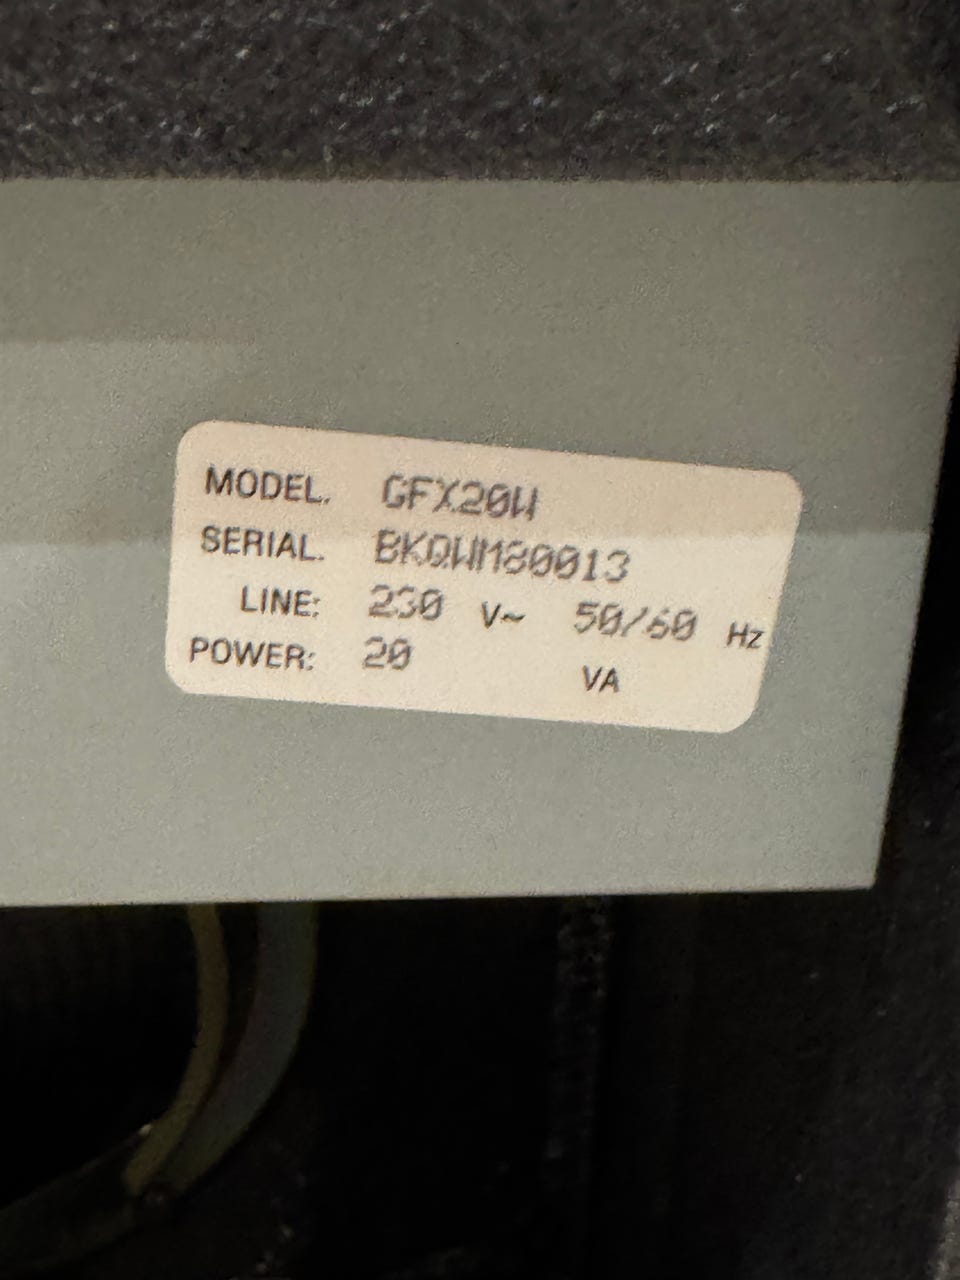 MODEL. GFX20W
SERIAL. BKQWM80013
LINE: 230 V~ 50/60 Hz
POWER: 20 VA